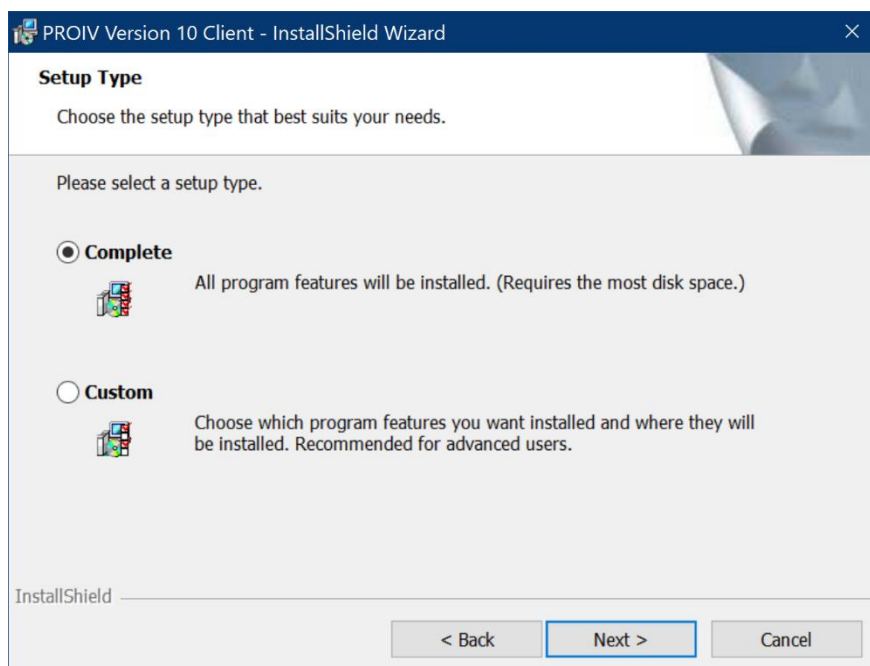 PROIV Version 10 Client - InstallShield Wizard
Setup Type
Choose the setup type that best suits your needs.
Please select a setup type.
Complete
All program features will be installed. (Requires the most disk space.)
Custom
Choose which program features you want installed and where they will
be installed. Recommended for advanced users.
InstallShield
< Back
Next >
Cancel